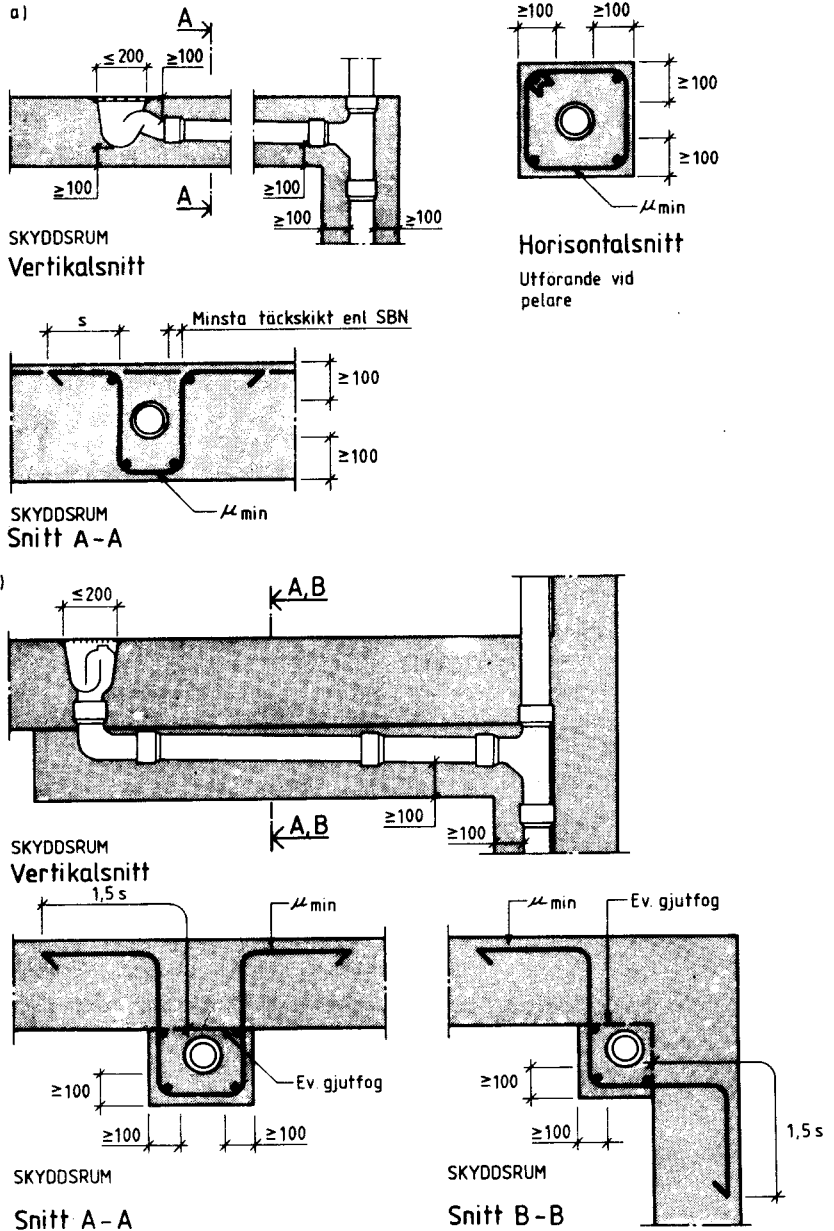 a)
A
≤200
≥100
≥100
A
≥100
≥100
≥100
SKYDDSRUM
Vertikalsnitt
≥100
≥100
≥100
≥100
μmin
Horisontalsnitt
Utförande vid
pelare
s
Minsta täckskikt enl SBN
≥100
≥100
μmin
SKYDDSRUM
Snitt A-A
)
≤200
A,B
≥100
≥100
A,B
SKYDDSRUM
Vertikalsnitt
1,5 s
μmin
≥100
Ev. gjutfog
≥100
≥100
SKYDDSRUM
Snitt A-A
μmin
Ev. gjutfog
≥100
≥100
1,5 s
SKYDDSRUM
Snitt B-B